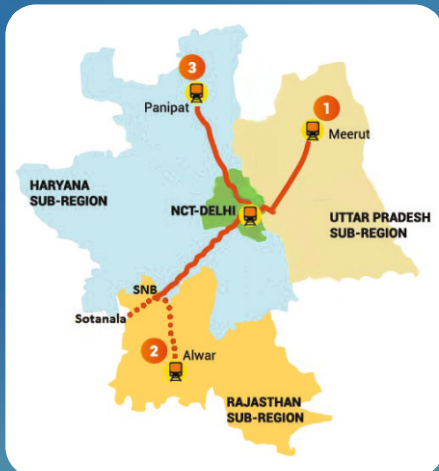 3
Panipat
1
Meerut
HARYANA
SUB-REGION
NCT-DELHI
UTTAR PRADESH
SUB-REGION
SNB
Sotanala
2
Alwar
RAJASTHAN
SUB-REGION